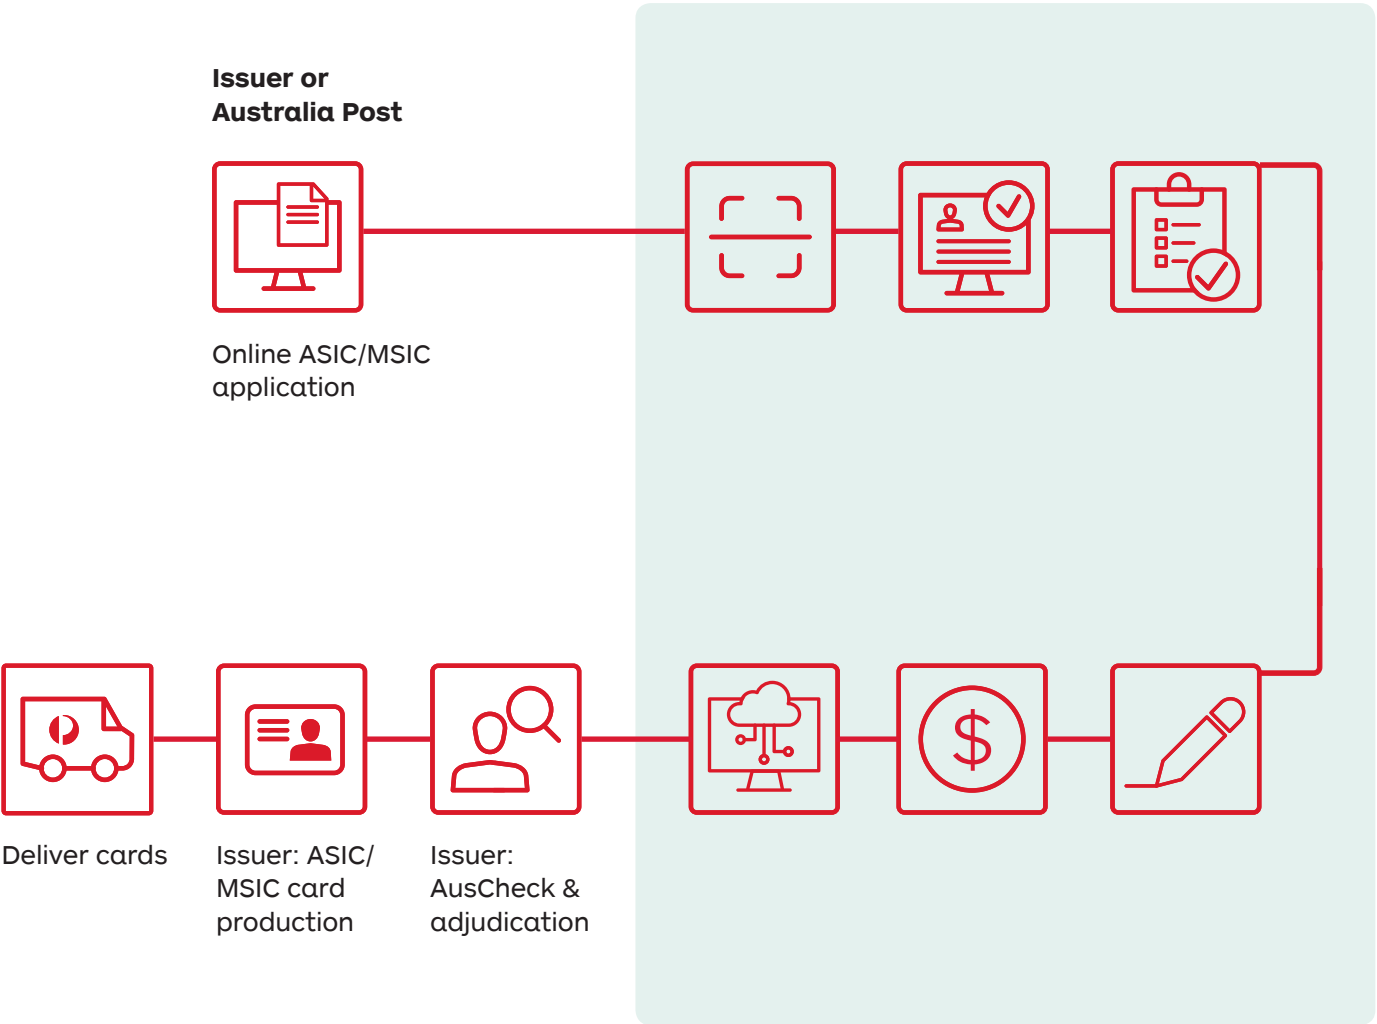 Issuer or
Australia Post
Online ASIC/MSIC
application
$
Deliver cards
Issuer: ASIC/
MSIC card
production
Issuer:
AusCheck &
adjudication